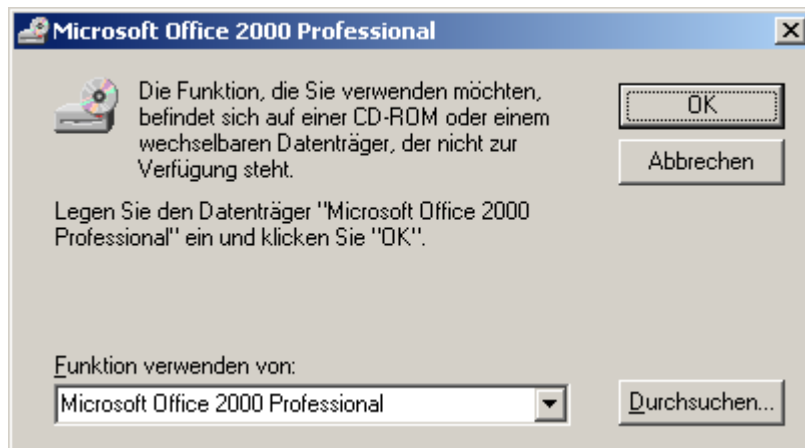 Microsoft Office 2000 Professional
Die Funktion, die Sie verwenden möchten,
befindet sich auf einer CD-ROM oder einem
wechselbaren Datenträger, der nicht zur
Verfügung steht.
OK
Abbrechen
Legen Sie den Datenträger "Microsoft Office 2000
Professional" ein und klicken Sie "OK".
Funktion verwenden von:
Microsoft Office 2000 Professional
Durchsuchen...